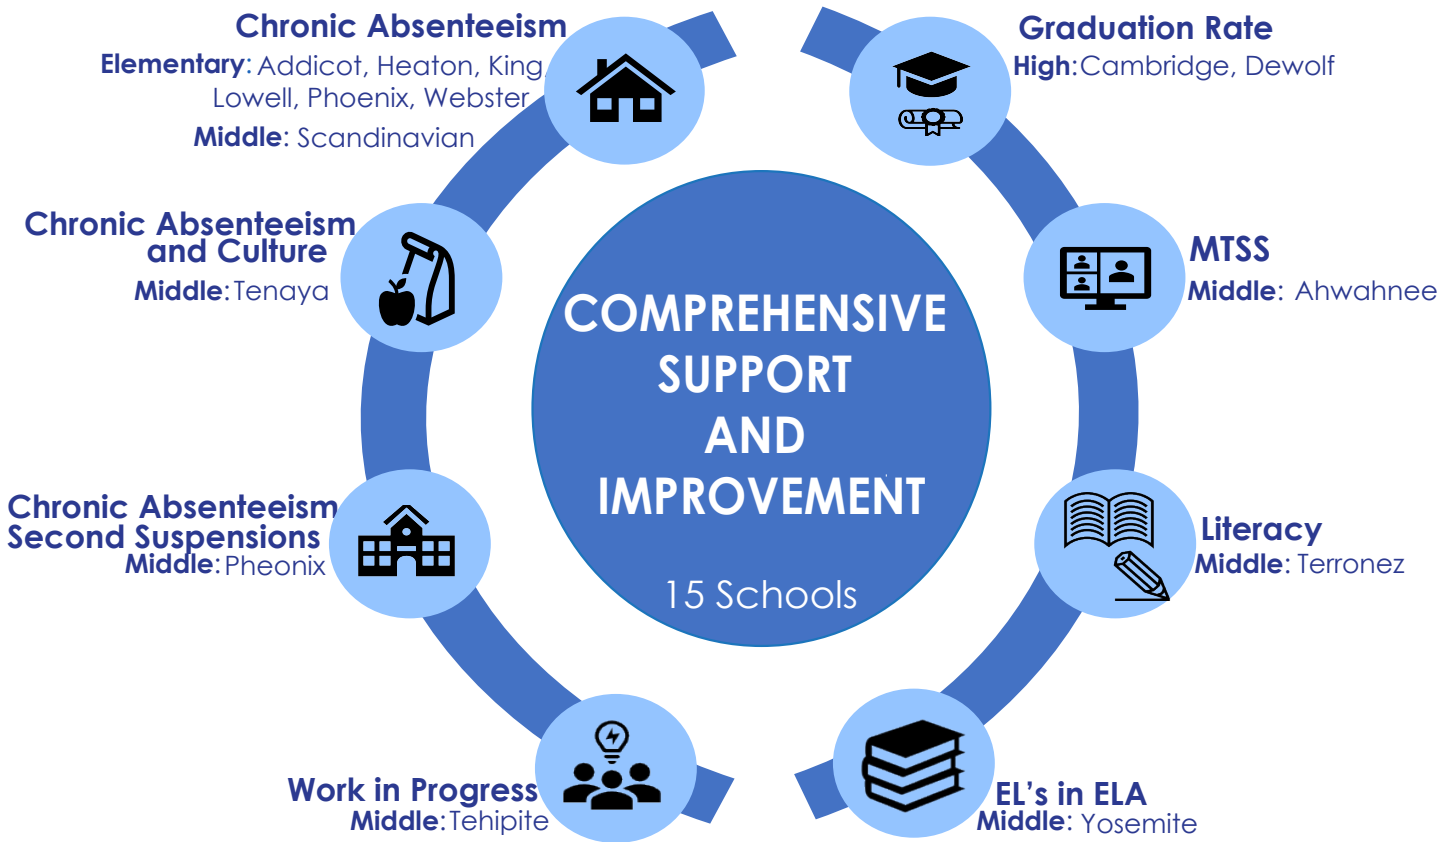 Chronic Absenteeism
Elementary: Addicot, Heaton, King,
Lowell, Phoenix, Webster
Middle: Scandinavian
Chronic Absenteeism
and Culture
Middle: Tenaya
Chronic Absenteeism
Second Suspensions
Middle: Pheonix
Work in Progress
Middle: Tehipite
COMPREHENSIVE
SUPPORT
AND
IMPROVEMENT
15 Schools
Graduation Rate
High: Cambridge, Dewolf
MTSS
Middle: Ahwahnee
Literacy
Middle: Terronez
EL's in ELA
Middle: Yosemite